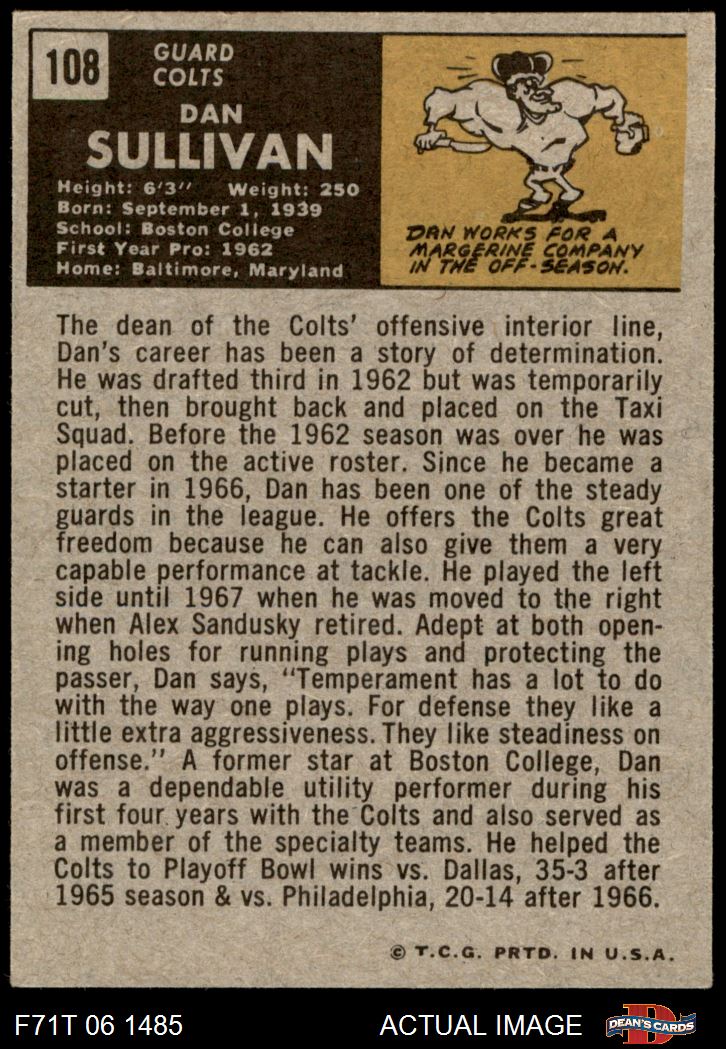 108
GUARD
COLTS
DAN
SULLIVAN
Height: 6'3" Weight: 250
Born: September 1, 1939
School: Boston College
First Year Pro: 1962
Home: Baltimore, Maryland
DAN WORKS FOR A
MARGERINE COMPANY
IN THE OFF-SEASON.
The dean of the Colts' offensive interior line,
Dan's career has been a story of determination.
He was drafted third in 1962 but was temporarily
cut, then brought back and placed on the Taxi
Squad. Before the 1962 season was over he was
placed on the active roster. Since he became a
starter in 1966, Dan has been one of the steady
guards in the league. He offers the Colts great
freedom because he can also give them a very
capable performance at tackle. He played the left
side until 1967 when he was moved to the right
when Alex Sandusky retired. Adept at both open-
ing holes for running plays and protecting the
passer, Dan says, "Temperament has a lot to do
with the way one plays. For defense they like a
little extra aggressiveness. They like steadiness on
offense." A former star at Boston College, Dan
was a dependable utility performer during his
first four years with the Colts and also served as
a member of the specialty teams. He helped the
Colts to Playoff Bowl wins vs. Dallas, 35-3 after
1965 season & vs. Philadelphia, 20-14 after 1966.
© T.C.G. PRTD. IN U.S.A.
F71T 06 1485
ACTUAL IMAGE
D
DEAN'S CARDS